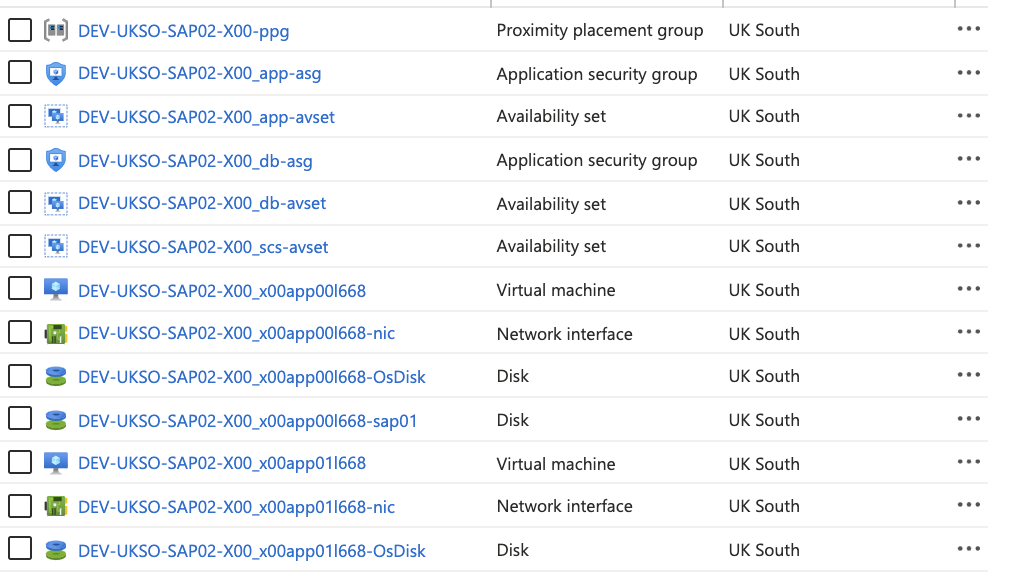 DEV-UKSO-SAP02-X00-ppg Proximity placement group UK South
DEV-UKSO-SAP02-X00_app-asg Application security group UK South
DEV-UKSO-SAP02-X00_app-avset Availability set UK South
DEV-UKSO-SAP02-X00_db-asg Application security group UK South
DEV-UKSO-SAP02-X00_db-avset Availability set UK South
DEV-UKSO-SAP02-X00_scs-avset Availability set UK South
DEV-UKSO-SAP02-X00_x00app00l668 Virtual machine UK South
DEV-UKSO-SAP02-X00_x00app00l668-nic Network interface UK South
DEV-UKSO-SAP02-X00_x00app00l668-OsDisk Disk UK South
DEV-UKSO-SAP02-X00_x00app00l668-sap01 Disk UK South
DEV-UKSO-SAP02-X00_x00app01l668 Virtual machine UK South
DEV-UKSO-SAP02-X00_x00app01l668-nic Network interface UK South
DEV-UKSO-SAP02-X00_x00app01l668-OsDisk Disk UK South